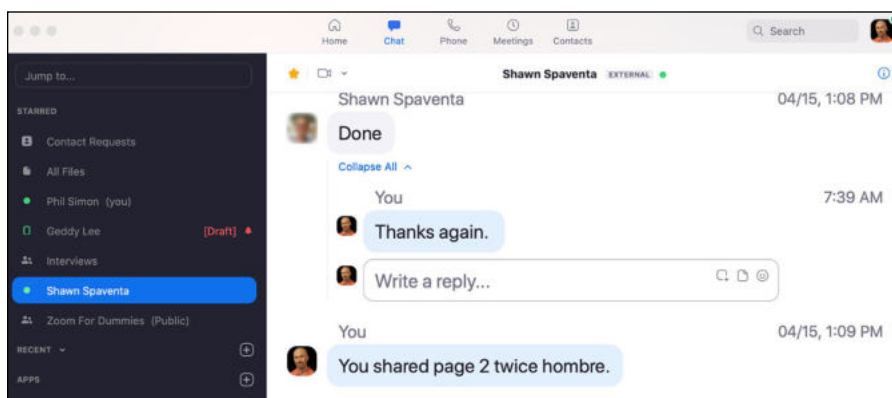 Home Chat Phone Meetings Contacts Search
Jump to...
STARRED
Contact Requests
All Files
Phil Simon (you)
Geddy Lee [Draft]
Interviews
Shawn Spaventa
Zoom For Dummies (Public)
RECENT
APPS
Shawn Spaventa EXTERNAL
Shawn Spaventa 04/15, 1:08 PM
Done
Collapse All
You 7:39 AM
Thanks again.
Write a reply...
You 04/15, 1:09 PM
You shared page 2 twice hombre.